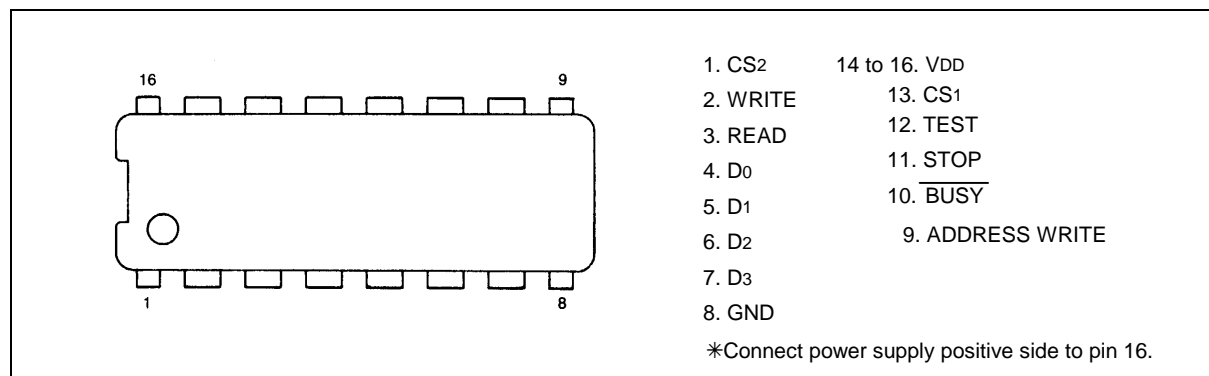 16
9
1
8
1. CS2
2. WRITE
3. READ
4. D0
5. D1
6. D2
7. D3
8. GND
14 to 16. VDD
13. CS1
12. TEST
11. STOP
10. BUSY
9. ADDRESS WRITE
✳Connect power supply positive side to pin 16.